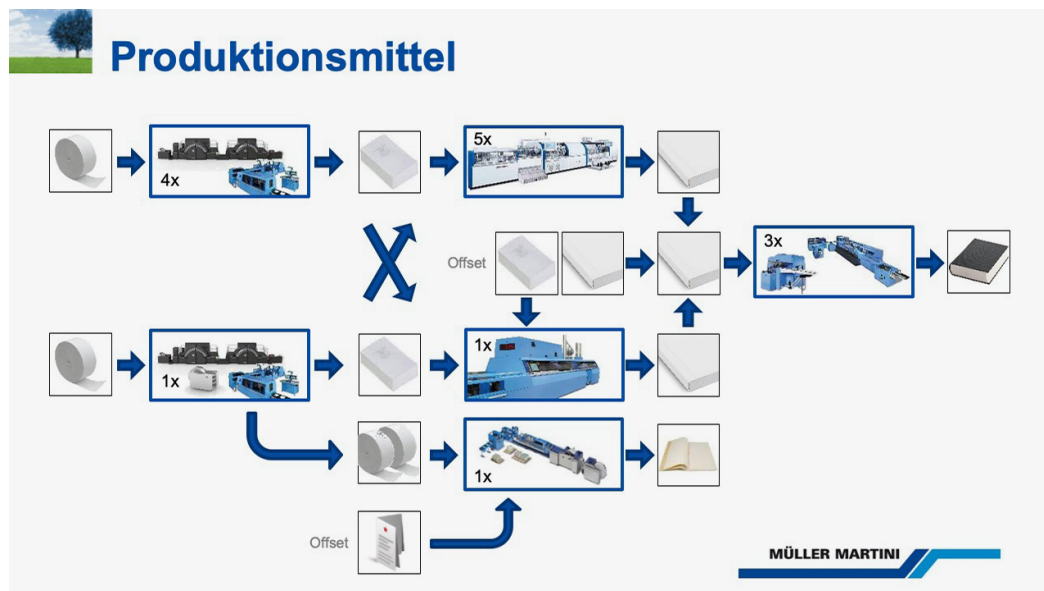 Produktionsmittel
4x
5x
Offset
3x
1x
1x
1x
Offset
MÜLLER MARTINI